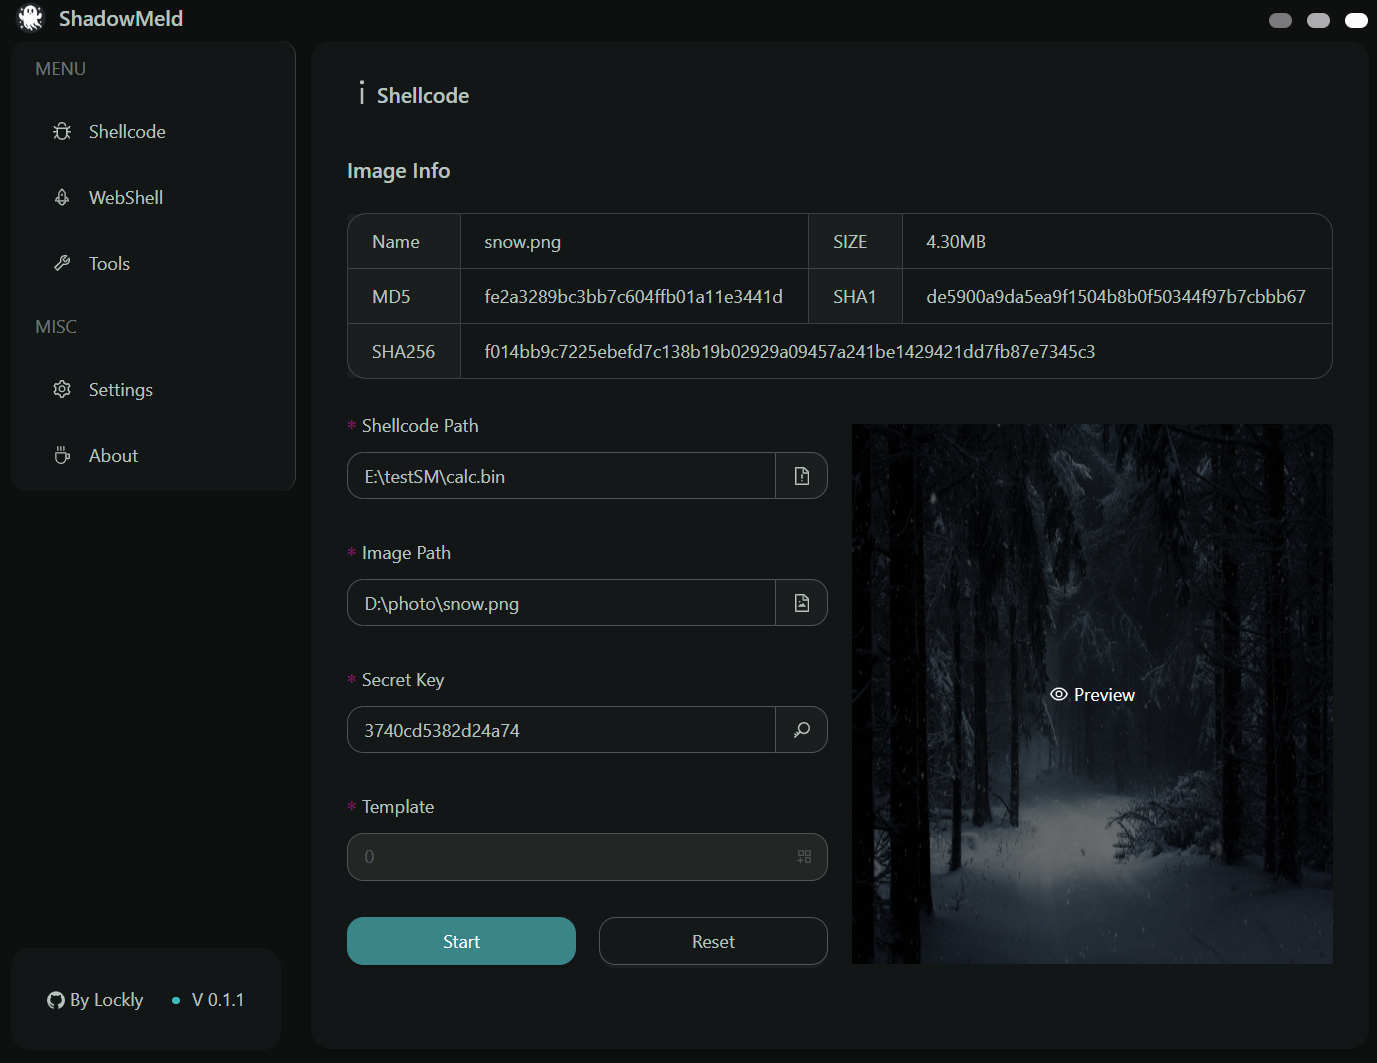 ShadowMeld
MENU
Shellcode
WebShell
Tools
MISC
Settings
About
By Lockly
V 0.1.1
Shellcode
Image Info
Name snow.png SIZE 4.30MB
MD5 fe2a3289bc3bb7c604ffb01a11e3441d SHA1 de5900a9da5ea9f1504b8b0f50344f97b7cbbb67
SHA256 f014bb9c7225ebefd7c138b19b02929a09457a241be1429421dd7fb87e7345c3
* Shellcode Path
E:\testSM\calc.bin
* Image Path
D:\photo\snow.png
* Secret Key
3740cd5382d24a74
* Template
0
Start Reset
Preview